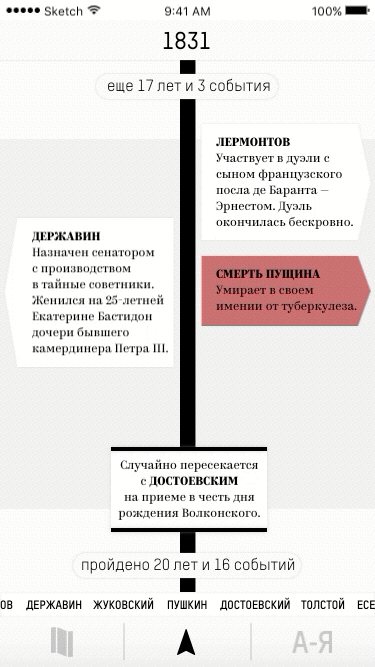 Sketch 9:41 AM 100%
1831
еще 17 лет и 3 события
ЛЕРМОНТОВ
Участвует в дуэли с
сыном французского
посла де Баранта —
Эрнестом. Дуэль
окончилась бескровно.
ДЕРЖАВИН
Назначен сенатором
с производством
в тайные советники.
Женился на 25-летней
Екатерине Бастидон
дочери бывшего
камердинера Петра III.
СМЕРТЬ ПУЩИНА
Умирает в своем
имении от туберкулеза.
Случайно пересекается
с ДОСТОЕВСКИМ
на приеме в честь дня
рождения Волконского.
пройдено 20 лет и 16 событий
ОВ ДЕРЖАВИН ЖУКОВСКИЙ ПУШКИН ДОСТОЕВСКИЙ ТОЛСТОЙ ЕСЕ
А-Я